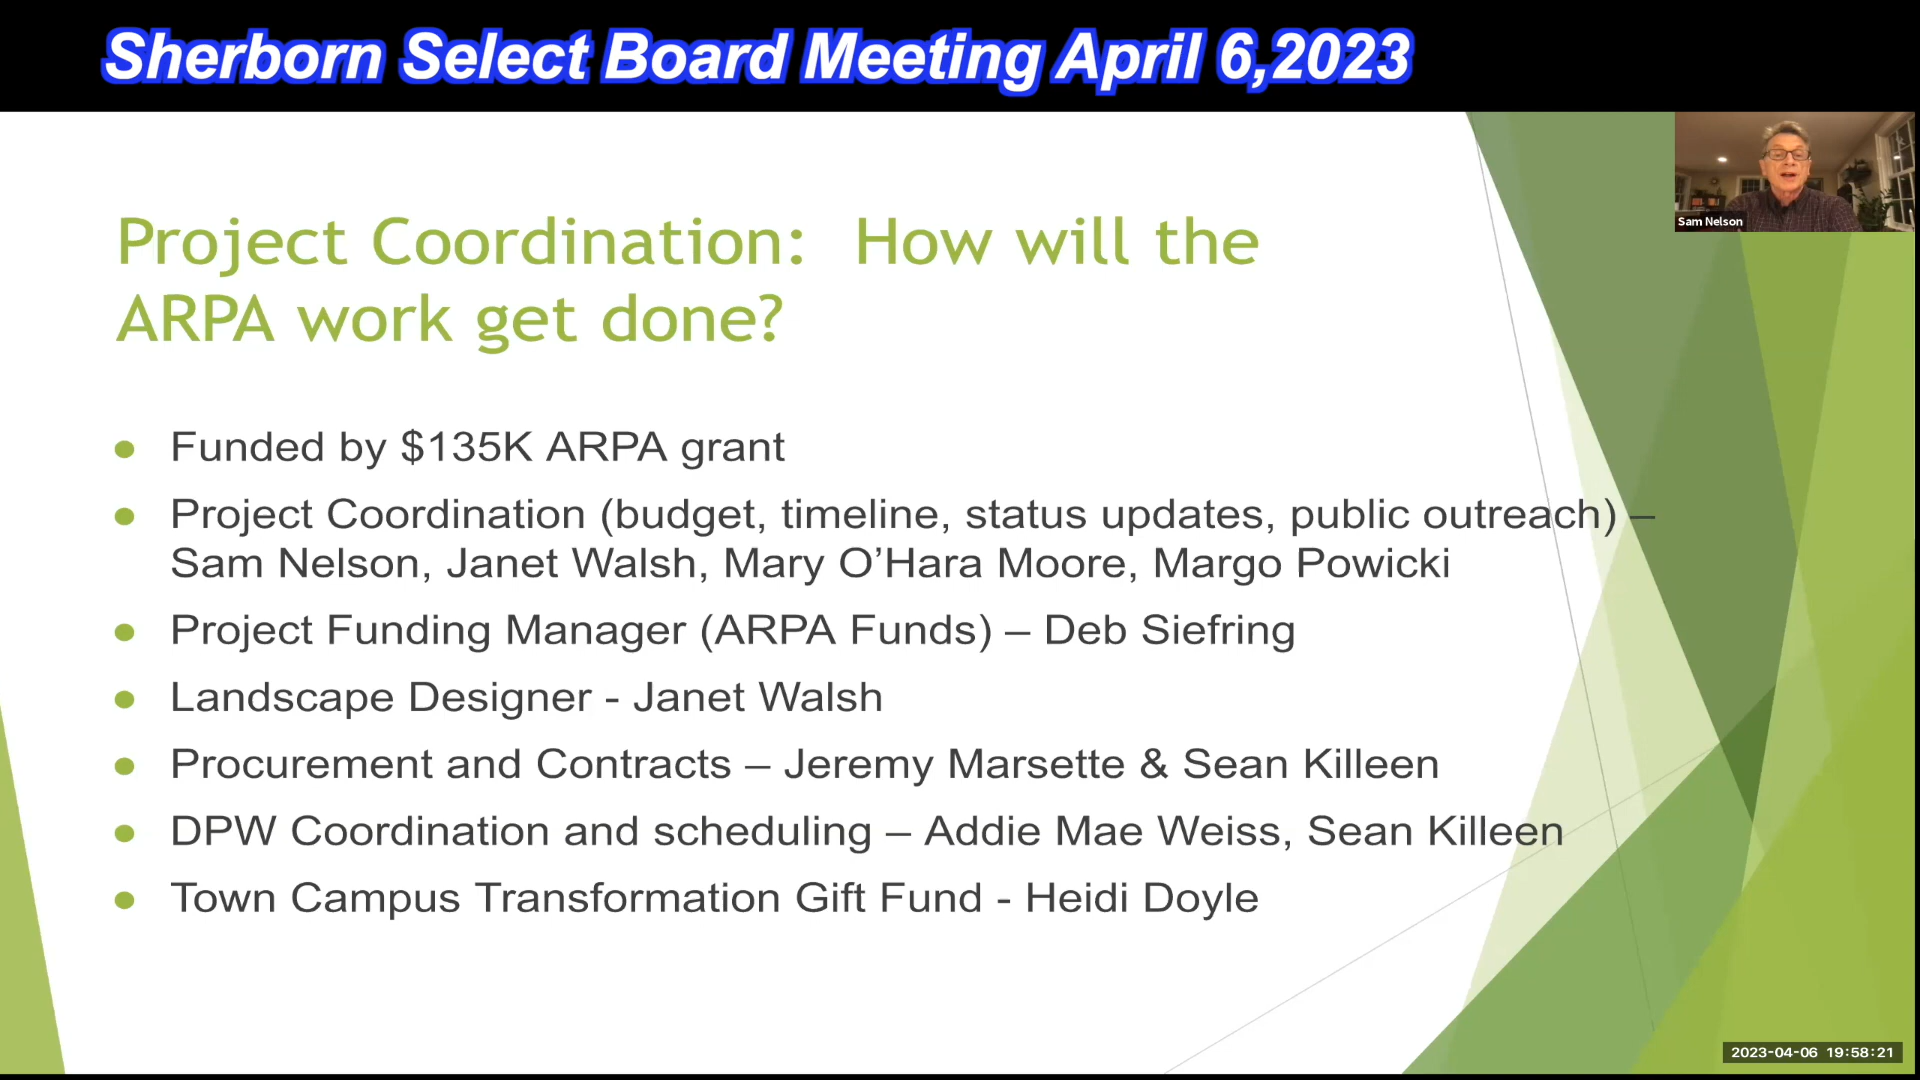 Sherborn Select Board Meeting April 6,2023
Sam Nelson
Project Coordination: How will the
ARPA work get done?
Funded by $135K ARPA grant
Project Coordination (budget, timeline, status updates, public outreach) –
Sam Nelson, Janet Walsh, Mary O’Hara Moore, Margo Powicki
Project Funding Manager (ARPA Funds) – Deb Siefring
Landscape Designer - Janet Walsh
Procurement and Contracts – Jeremy Marsette & Sean Killeen
DPW Coordination and scheduling – Addie Mae Weiss, Sean Killeen
Town Campus Transformation Gift Fund - Heidi Doyle
2023-04-06 19:58:21